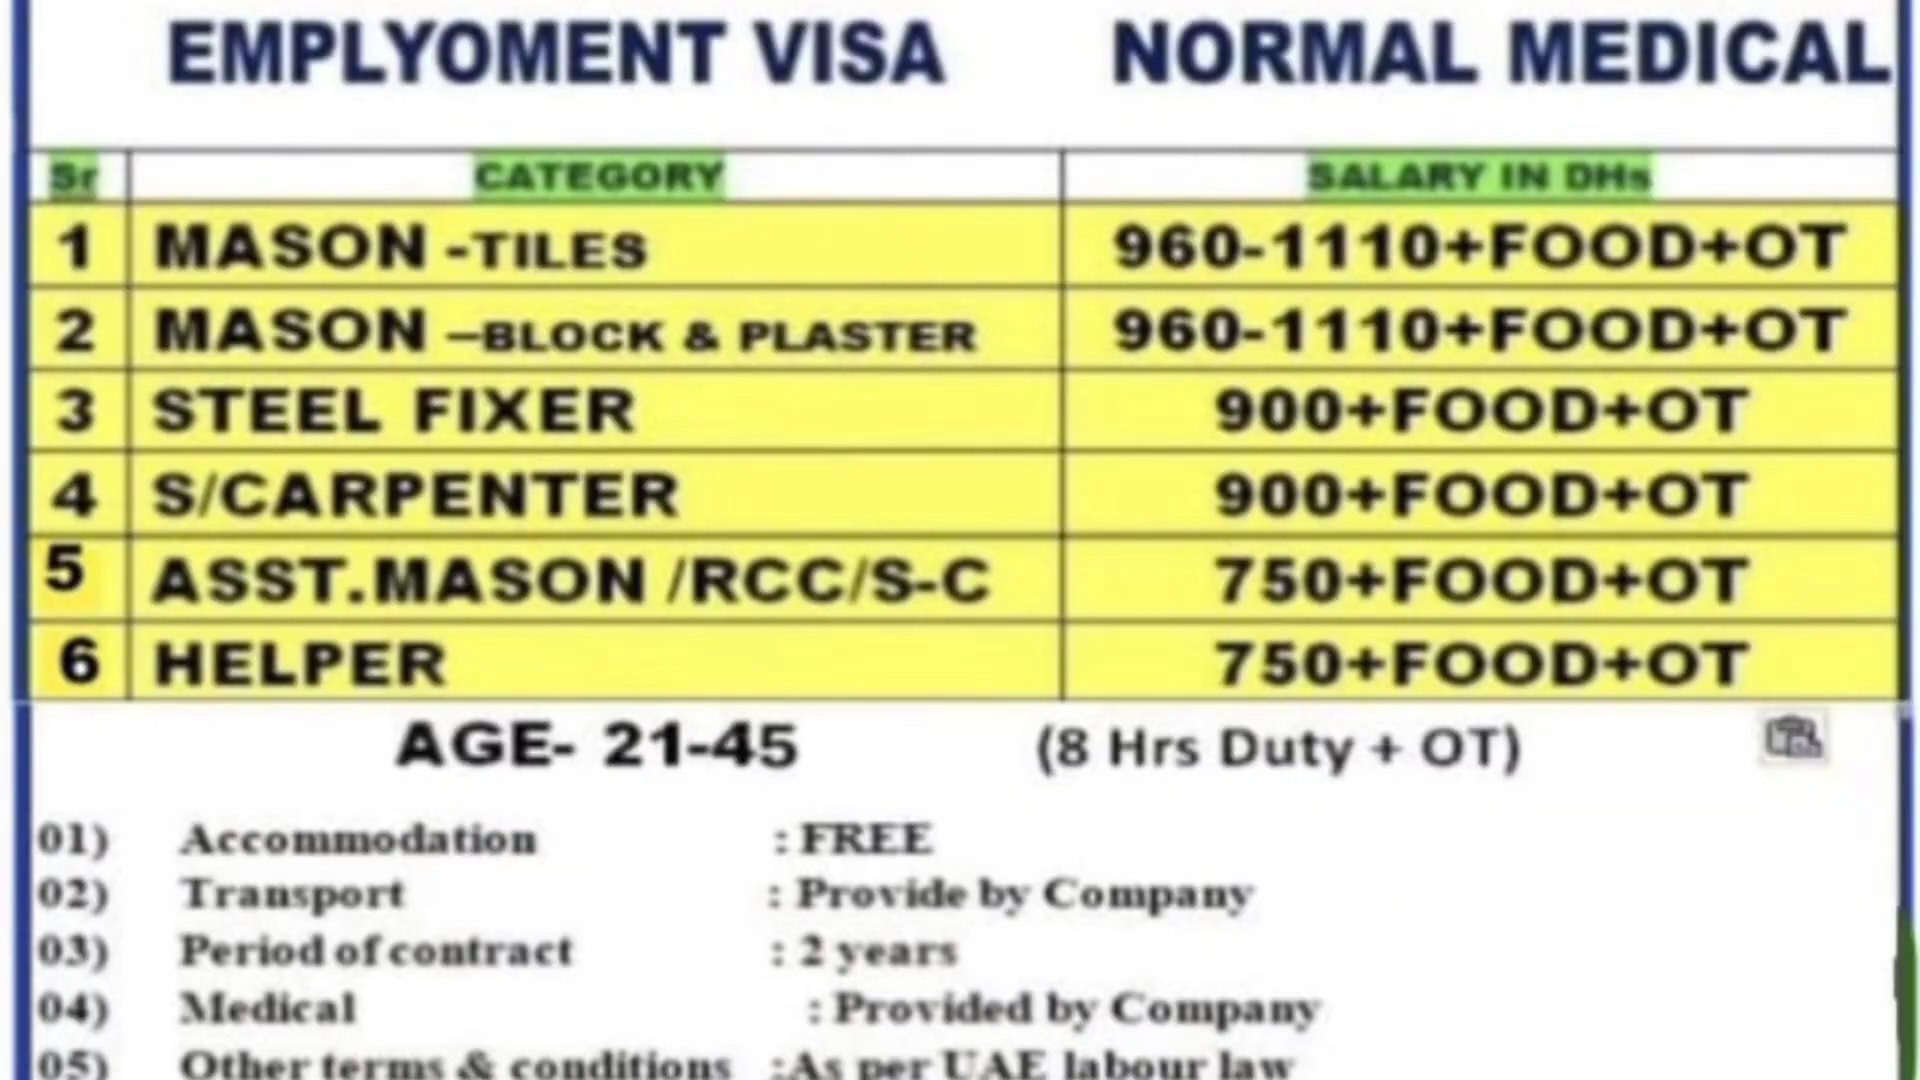 EMPLYOMENT VISA NORMAL MEDICAL
Sr CATEGORY SALARY IN DHs
1 MASON -TILES 960-1110+FOOD+OT
2 MASON –BLOCK & PLASTER 960-1110+FOOD+OT
3 STEEL FIXER 900+FOOD+OT
4 S/CARPENTER 900+FOOD+OT
5 ASST.MASON /RCC/S-C 750+FOOD+OT
6 HELPER 750+FOOD+OT
AGE- 21-45 (8 Hrs Duty + OT)
01) Accommodation : FREE
02) Transport : Provide by Company
03) Period of contract : 2 years
04) Medical : Provided by Company
05) Other terms & conditions :As per UAE labour law